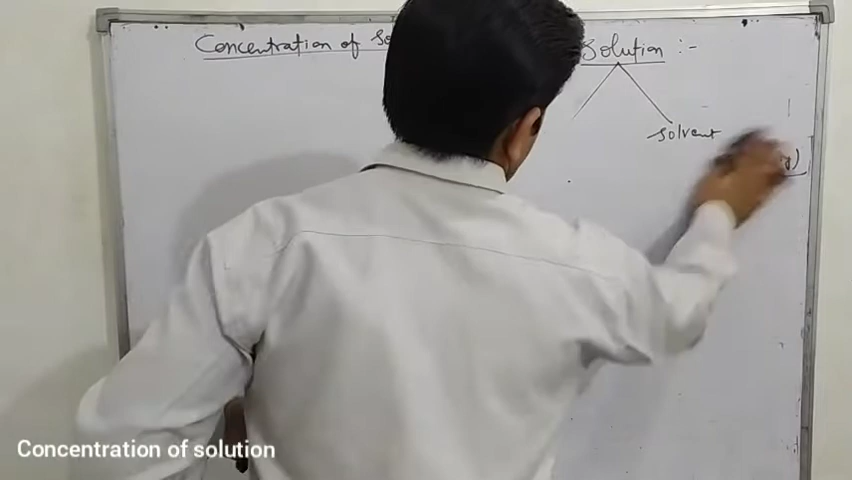 Concentration of So
Solution :-
solvent
Concentration of solution